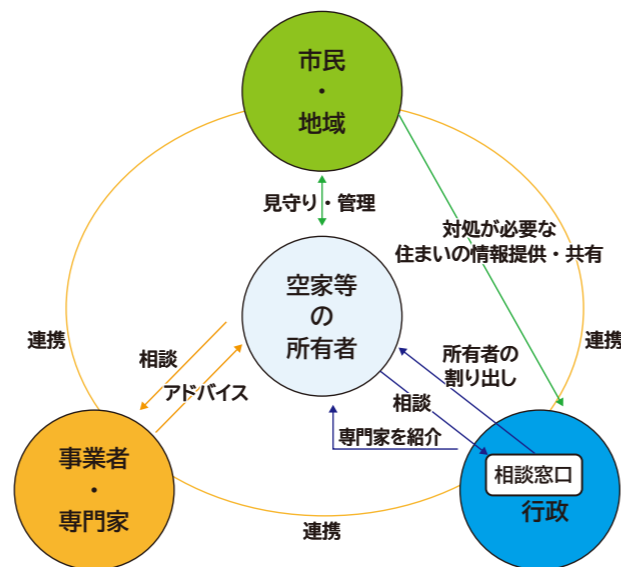 市民
・
地域
見守り・管理
対処が必要な
住まいの情報提供・共有
空家等
の
所有者
連携
連携
相談
アドバイス
所有者の
割り出し
相談
専門家を紹介
事業者
・
専門家
相談窓口
行政
連携